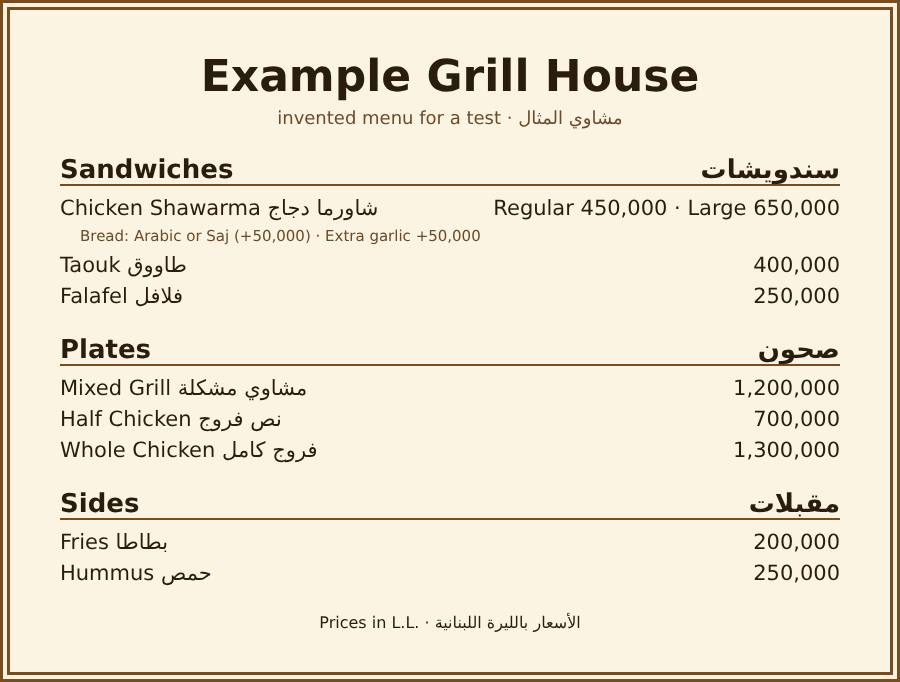 Example Grill House
invented menu for a test · مشاوي المثال
Sandwiches سندويشات
Chicken Shawarma شاورما دجاج Regular 450,000 · Large 650,000
Bread: Arabic or Saj (+50,000) · Extra garlic +50,000
Taouk طاووق 400,000
Falafel فلافل 250,000
Plates صحون
Mixed Grill مشاوي مشكلة 1,200,000
Half Chicken نص فروج 700,000
Whole Chicken فروج كامل 1,300,000
Sides مقبلات
Fries بطاطا 200,000
Hummus حمص 250,000
Prices in L.L. · الأسعار بالليرة اللبنانية